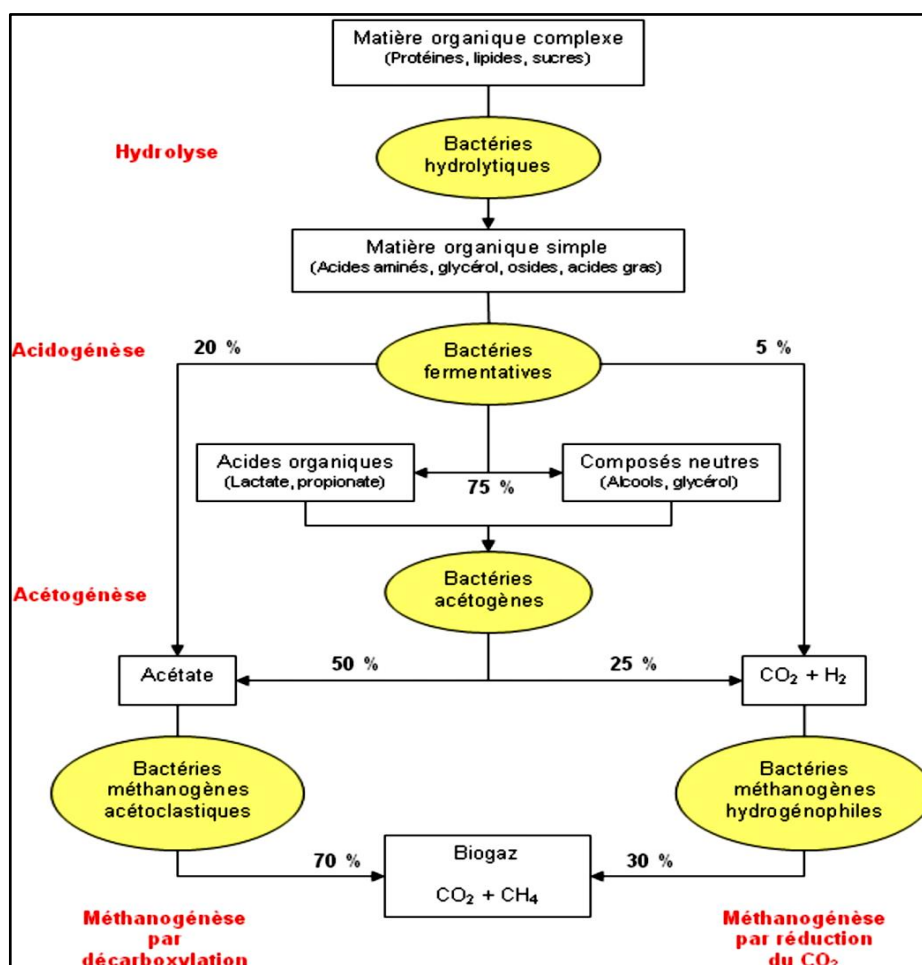 Matière organique complexe
(Protéines, lipides, sucres)
Hydrolyse
Bactéries
hydrolytiques
Matière organique simple
(Acides aminés, glycérol, osides, acides gras)
Acidogénèse
20 %
Bactéries
fermentatives
5 %
Acides organiques
(Lactate, propionate)
75 %
Composés neutres
(Alcools, glycérol)
Acétogénèse
Bactéries
acétogènes
Acétate
50 %
25 %
CO₂ + H₂
Bactéries
méthanogènes
acétoclastiques
Bactéries
méthanogènes
hydrogénophiles
70 %
Biogaz
CO₂ + CH₄
30 %
Méthanogénèse
par
décarboxylation
Méthanogénèse
par réduction
du CO₂